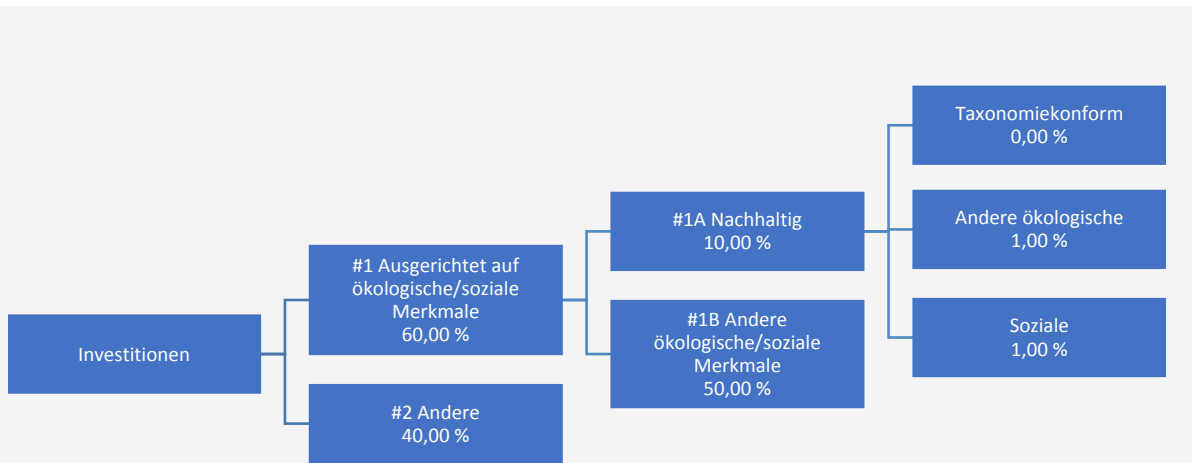 Investitionen
#1 Ausgerichtet auf
ökologische/soziale
Merkmale
60,00 %
#2 Andere
40,00 %
#1A Nachhaltig
10,00 %
#1B Andere
ökologische/soziale
Merkmale
50,00 %
Taxonomiekonform
0,00 %
Andere ökologische
1,00 %
Soziale
1,00 %